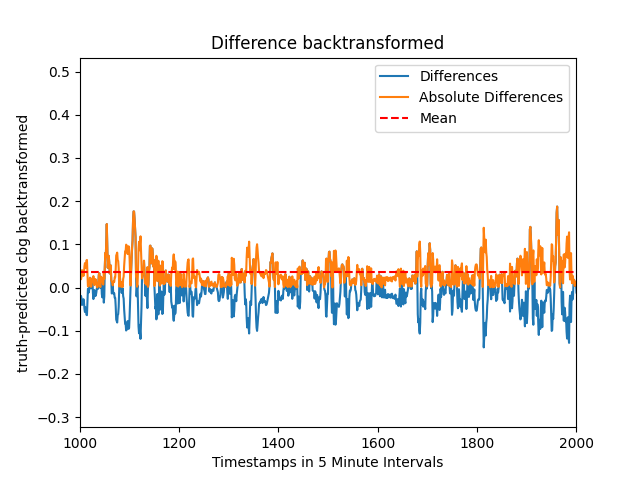 Difference backtransformed
truth-predicted cbg backtransformed
0.5
0.4
0.3
0.2
0.1
0.0
−0.1
−0.2
−0.3
Differences
Absolute Differences
Mean
1000 1200 1400 1600 1800 2000
Timestamps in 5 Minute Intervals